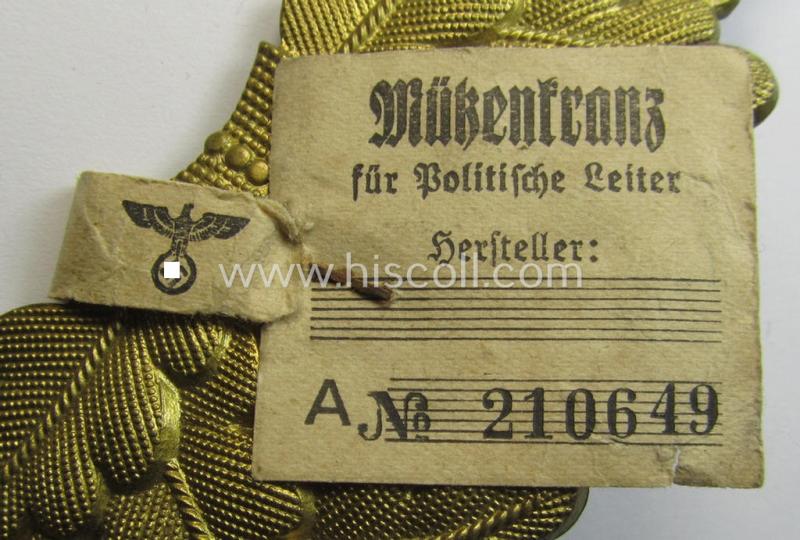 Mützenkranz
für Politische Leiter
Hersteller:
www.hiscoll.com
A № 210649